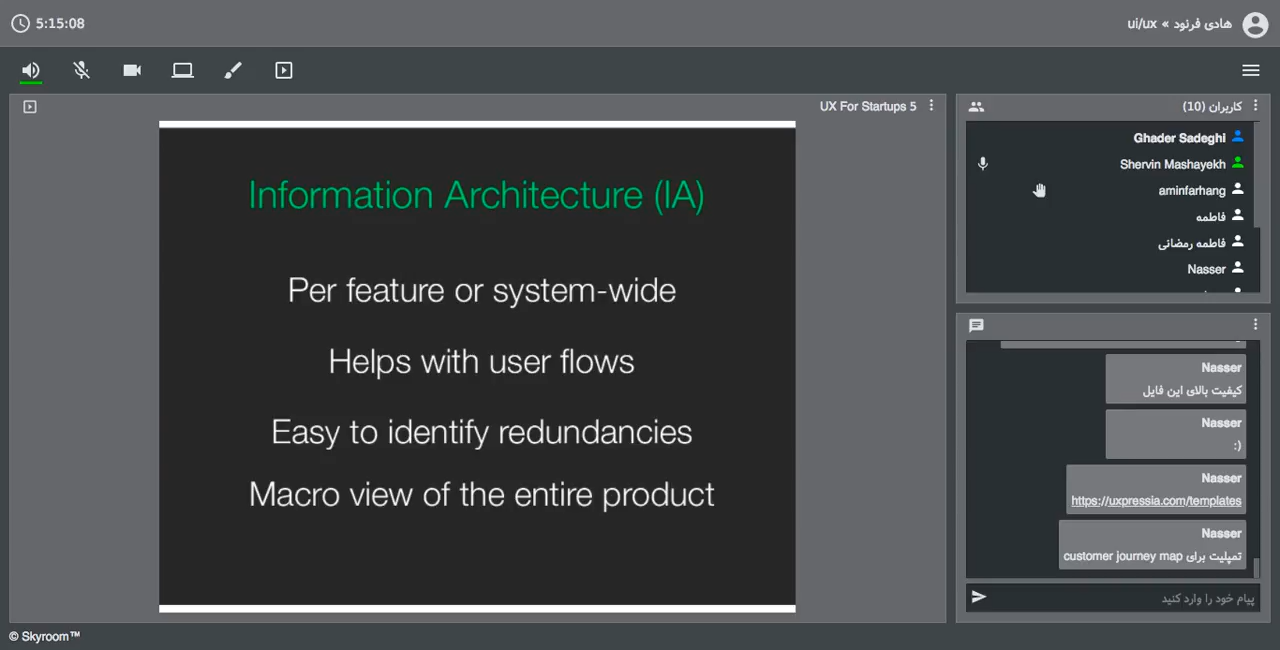 5:15:08
هادی فرنود » ui/ux
UX For Startups 5
Information Architecture (IA)
Per feature or system-wide
Helps with user flows
Easy to identify redundancies
Macro view of the entire product
کاربران (10)
Ghader Sadeghi
Shervin Mashayekh
aminfarhang
فاطمه
فاطمه رمضانی
Nasser
Nasser
کیفیت بالای این فایل
Nasser
:)
Nasser
https://uxpressia.com/templates
Nasser
تمپلیت برای customer journey map
پیام خود را وارد کنید
© Skyroom™